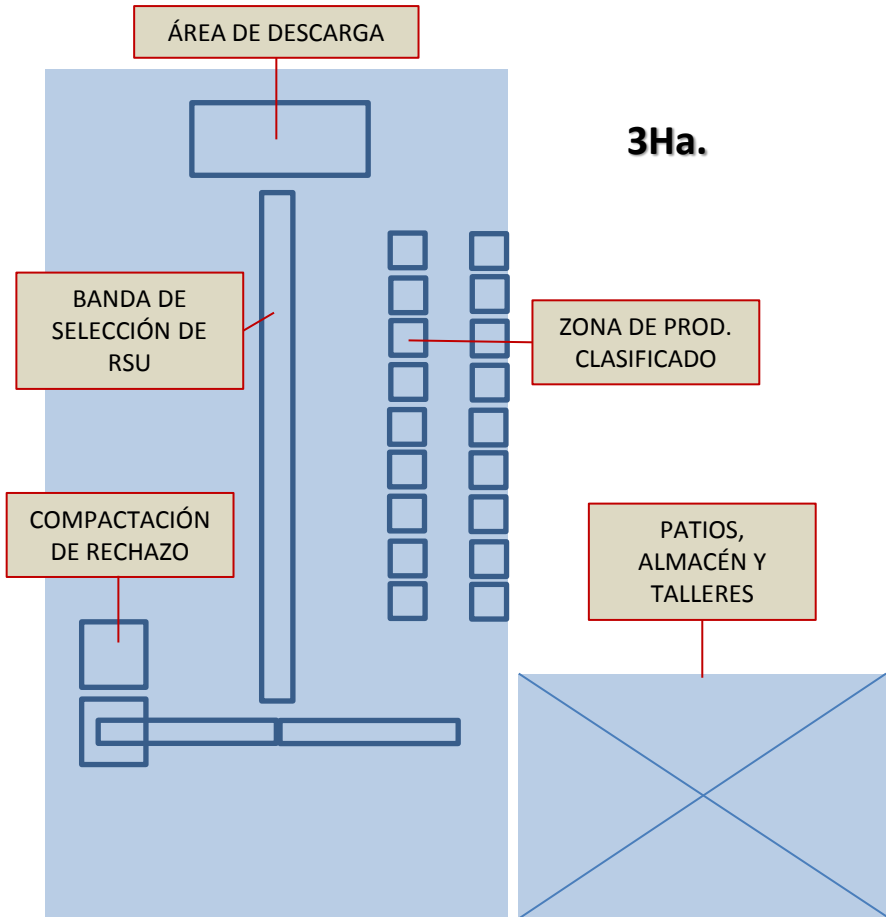 ÁREA DE DESCARGA
3Ha.
BANDA DE
SELECCIÓN DE
RSU
ZONA DE PROD.
CLASIFICADO
COMPACTACIÓN
DE RECHAZO
PATIOS,
ALMACÉN Y
TALLERES